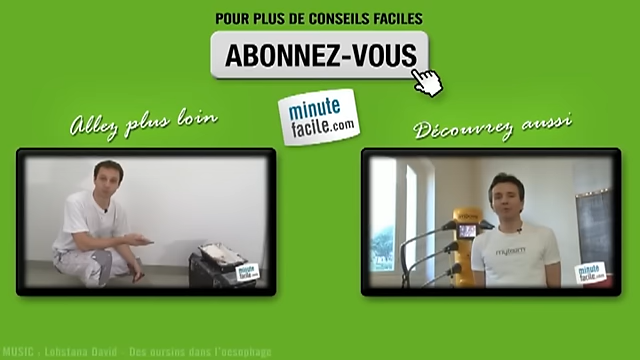 POUR PLUS DE CONSEILS FACILES
ABONNEZ-VOUS
minute
facile.com
Allez plus loin
Découvrez aussi
minute
facile.com
minute
facile.com
MUSIC : Lohstana David - Des oursins dans l'oesophage